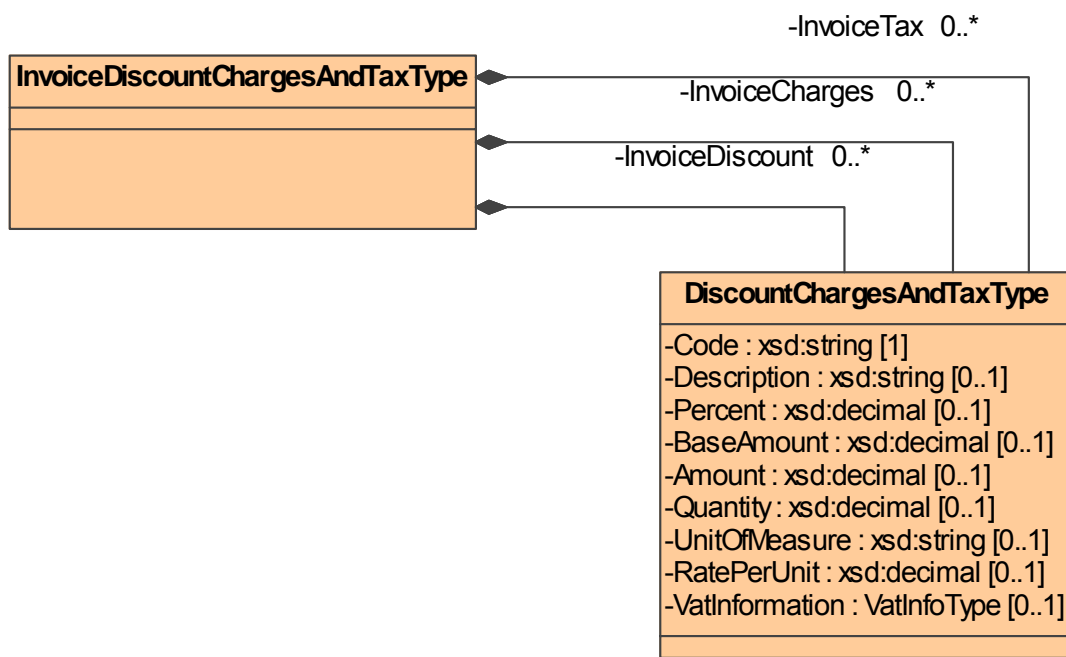 -InvoiceTax 0..*
InvoiceDiscountChargesAndTaxType
-InvoiceCharges 0..*
-InvoiceDiscount 0..*
DiscountChargesAndTaxType
-Code : xsd:string [1]
-Description : xsd:string [0..1]
-Percent : xsd:decimal [0..1]
-BaseAmount : xsd:decimal [0..1]
-Amount : xsd:decimal [0..1]
-Quantity : xsd:decimal [0..1]
-UnitOfMeasure : xsd:string [0..1]
-RatePerUnit : xsd:decimal [0..1]
-VatInformation : VatInfoType [0..1]